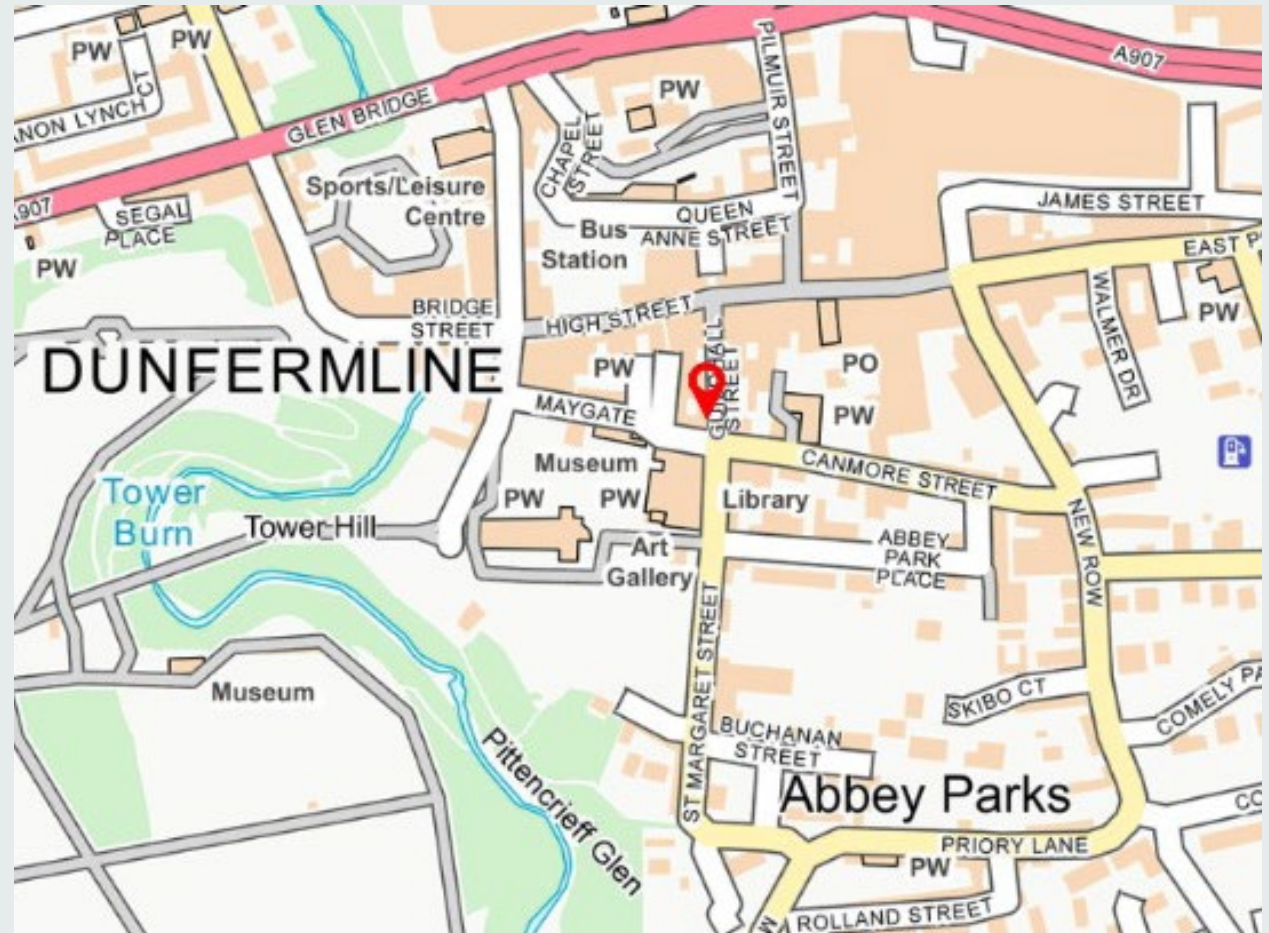 PW
PW
ANON LYNCH CT
A907
SEGAL
PLACE
PW
GLEN BRIDGE
A907
PILMUIR STREET
PW
CHAPEL
STREET
Sports/Leisure
Centre
QUEEN
ANNE STREET
Bus
Station
JAMES STREET
EAST P
WALMER DR
PW
BRIDGE
STREET
HIGH STREET
DUNFERMLINE
PW
STREET
PO
PW
MAYGATE
Museum
PW
PW
CANMORE STREET
Library
Tower
Burn
Tower Hill
Art
Gallery
ABBEY
PARK
PLACE
NEW ROW
ST MARGARET STREET
Museum
SKIBO CT
COMELY PA
Pittencrieff Glen
BUCHANAN
STREET
Abbey Parks
CO
PRIORY LANE
PW
ROLLAND STREET
M